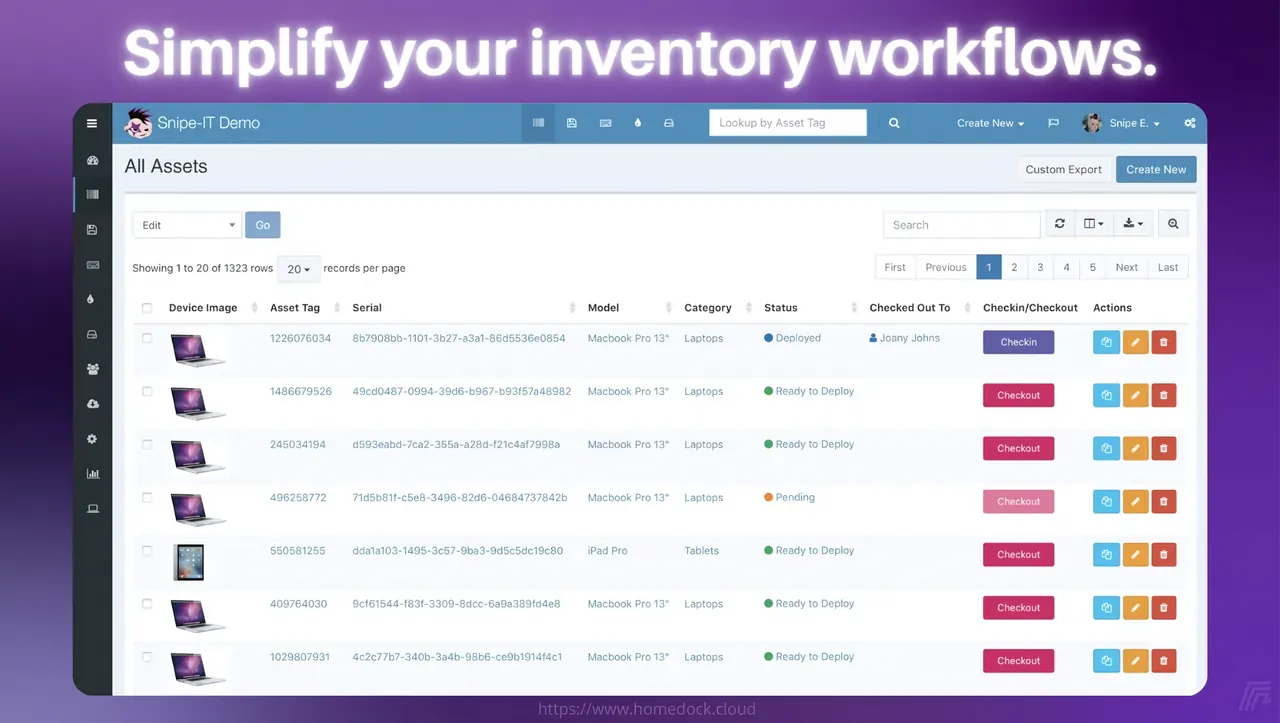 Simplify your inventory workflows.
Snipe-IT Demo
Lookup by Asset Tag
Create New
Snipe E.
All Assets
Custom Export
Create New
Edit
Go
Search
Showing 1 to 20 of 1323 rows 20 records per page
First Previous 1 2 3 4 5 Next Last
Device Image Asset Tag Serial Model Category Status Checked Out To Checkin/Checkout Actions
1226076034 8b7908bb-1101-3b27-a3a1-86d5536e0854 Macbook Pro 13" Laptops Deployed Joany Johns Checkin
1486679526 49cd0487-0994-39d6-b967-b93f57a48982 Macbook Pro 13" Laptops Ready to Deploy Checkout
245034194 d593eabd-7ca2-355a-a28d-f21c4af7998a Macbook Pro 13" Laptops Ready to Deploy Checkout
496258772 71d5b81f-c5e8-3496-82d6-04684737842b Macbook Pro 13" Laptops Pending Checkout
550581255 dda1a103-1495-3c57-9ba3-9d5c5dc19c80 iPad Pro Tablets Ready to Deploy Checkout
409764030 9cf61544-f83f-3309-8dcc-6a9a389fd4e8 Macbook Pro 13" Laptops Ready to Deploy Checkout
1029807931 4c2c77b7-340b-3a4b-98b6-ce9b1914f4c1 Macbook Pro 13" Laptops Ready to Deploy Checkout
https://www.homedock.cloud